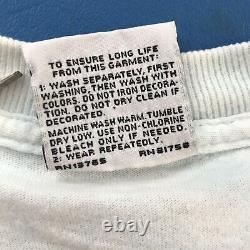 TO ENSURE LONG LIFE
FROM THIS GARMENT:
1: WASH SEPARATELY, FIRST
WASHING, THEN WASH WITH
COLORS. DO NOT IRON DECORA-
TION. DO NOT DRY CLEAN IF
DECORATED.
MACHINE WASH WARM, TUMBLE
DRY LOW. USE NON-CHLORINE
BLEACH ONLY IF NEEDED.
2: WEAR REPEATEDLY.
RN13765 RN81756